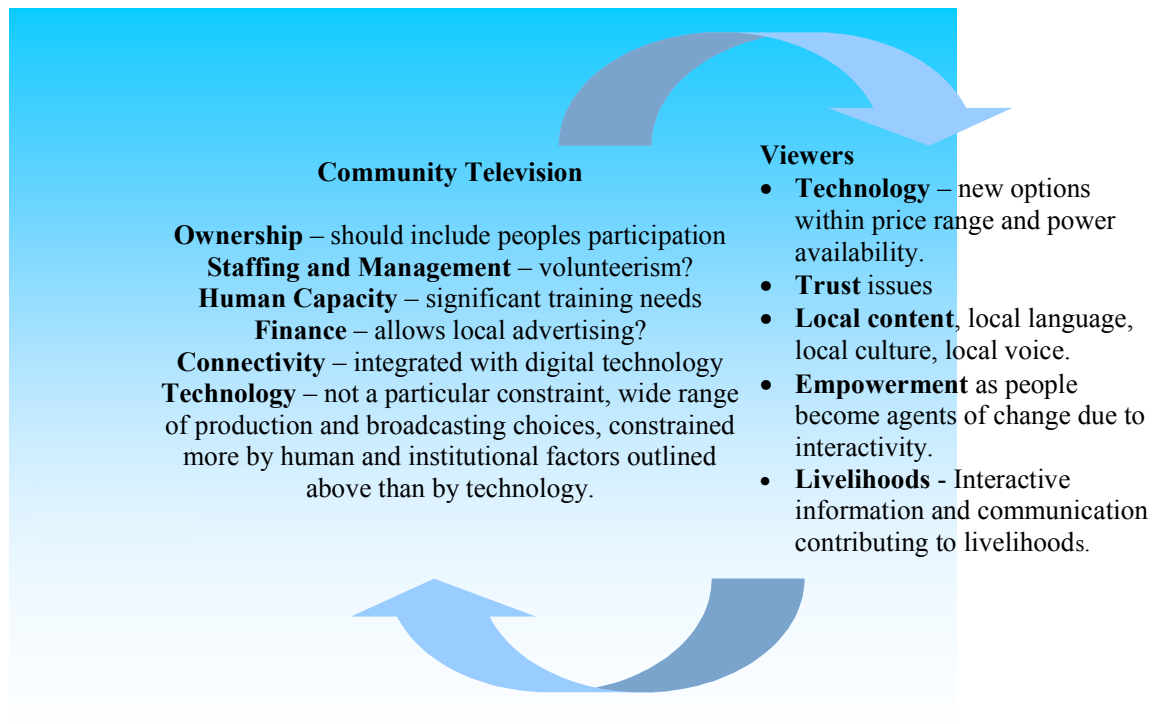 Community Television
Ownership – should include peoples participation
Staffing and Management – volunteerism?
Human Capacity – significant training needs
Finance – allows local advertising?
Connectivity – integrated with digital technology
Technology – not a particular constraint, wide range
of production and broadcasting choices, constrained
more by human and institutional factors outlined
above than by technology.
Viewers
• Technology – new options
within price range and power
availability.
• Trust issues
• Local content, local language,
local culture, local voice.
• Empowerment as people
become agents of change due to
interactivity.
• Livelihoods - Interactive
information and communication
contributing to livelihoods.